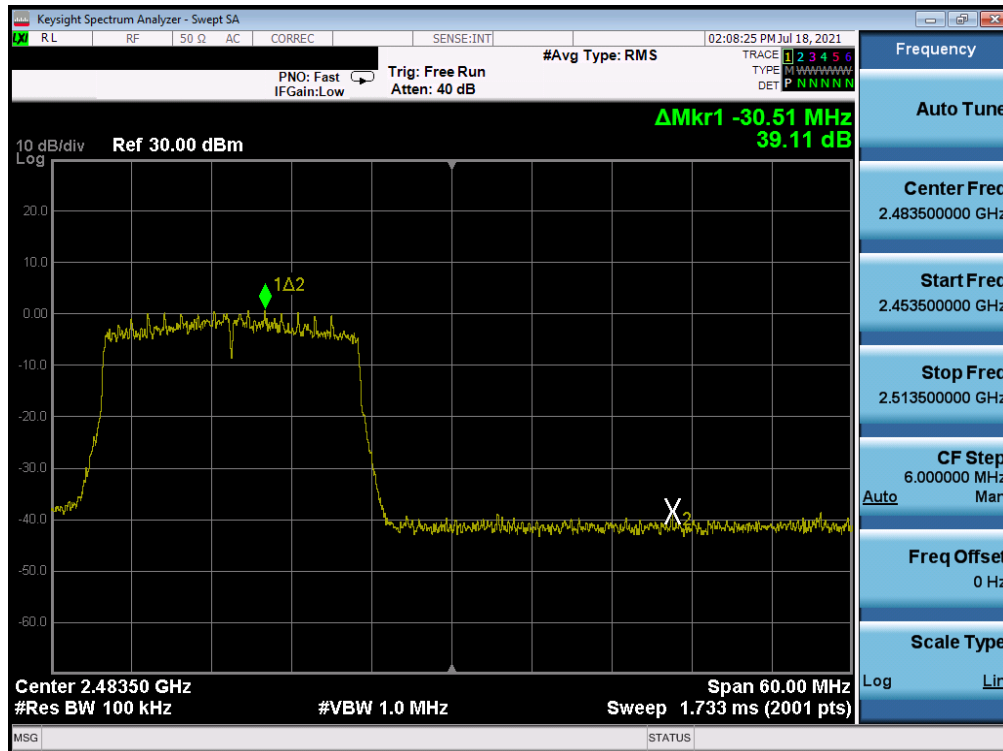 Keysight Spectrum Analyzer - Swept SA
LXI RL RF 50 Ω AC CORREC SENSE:INT 02:08:25 PM Jul 18, 2021
#Avg Type: RMS
TRACE 1 2 3 4 5 6
PNO: Fast Trig: Free Run TYPE M W W W W W
IFGain:Low Atten: 40 dB DET P N N N N N
ΔMkr1 -30.51 MHz
39.11 dB
10 dB/div Ref 30.00 dBm
Log
20.0
10.0
1Δ2
0.00
-10.0
-20.0
-30.0
-40.0
X 2
-50.0
-60.0
Center 2.48350 GHz Span 60.00 MHz
#Res BW 100 kHz #VBW 1.0 MHz Sweep 1.733 ms (2001 pts)
MSG STATUS
Frequency
Auto Tune
Center Freq
2.483500000 GHz
Start Freq
2.453500000 GHz
Stop Freq
2.513500000 GHz
CF Step
6.000000 MHz
Auto Man
Freq Offset
0 Hz
Scale Type
Log Lin